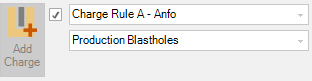 Charge Rule A - Anfo
Production Blastholes
Add
Charge